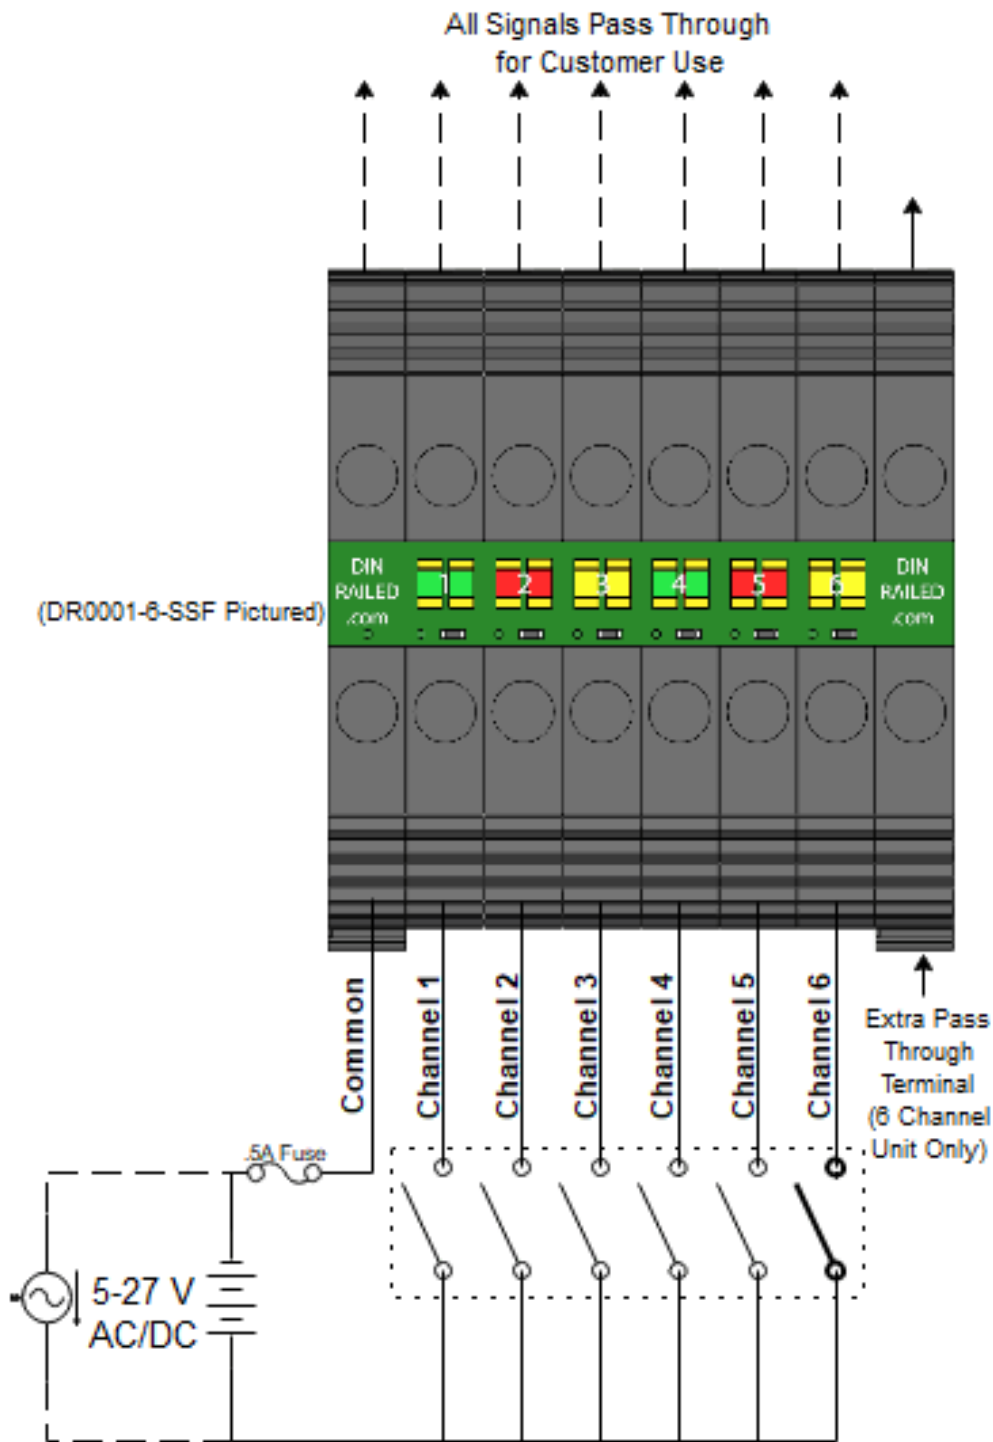 All Signals Pass Through
for Customer Use
DIN
RAILED
.com
1
2
3
4
5
6
DIN
RAILED
.com
(DR0001-6-SSF Pictured)
Common
Channel 1
Channel 2
Channel 3
Channel 4
Channel 5
Channel 6
Extra Pass
Through
Terminal
(6 Channel
Unit Only)
.5A Fuse
5-27 V
AC/DC